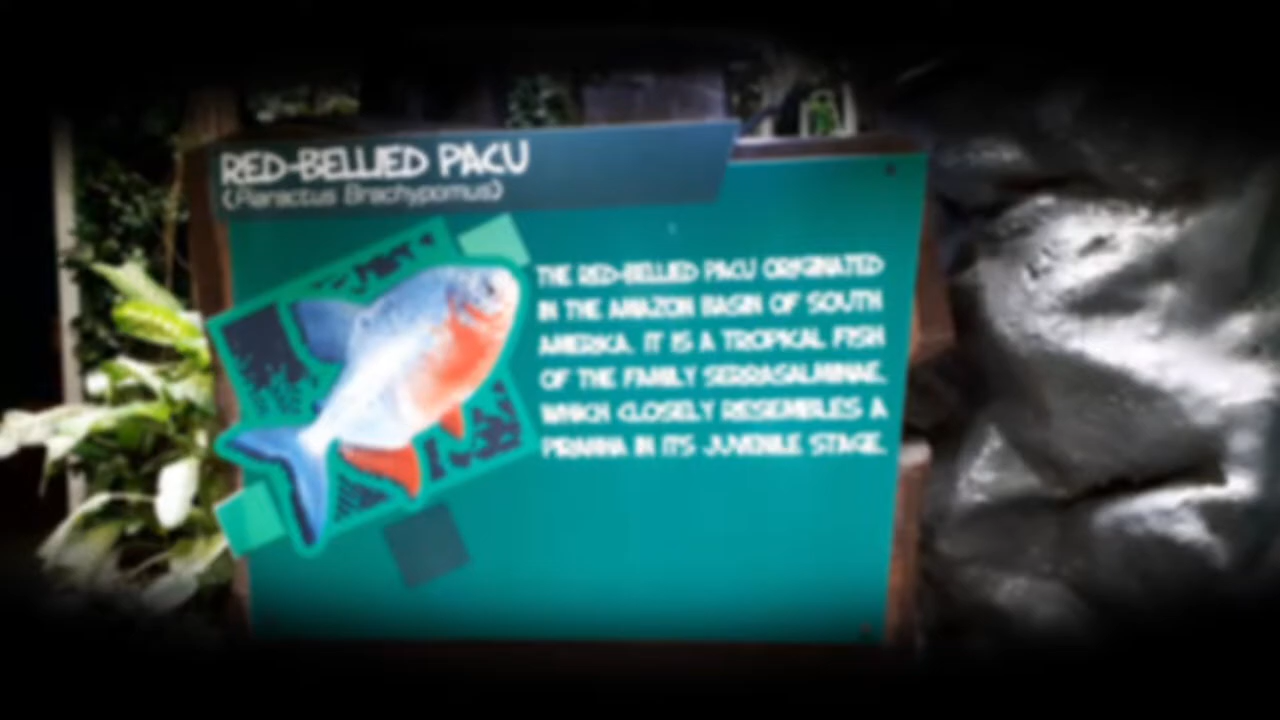 RED-BELLIED PACU
(Piaractus Brachypomus)
THE RED-BELLIED PACU ORIGINATED
IN THE AMAZON BASIN OF SOUTH
AMERICA. IT IS A TROPICAL FISH
OF THE FAMILY SERRASALMINAE,
WHICH CLOSELY RESEMBLES A
PIRANHA IN ITS JUVENILE STAGE.